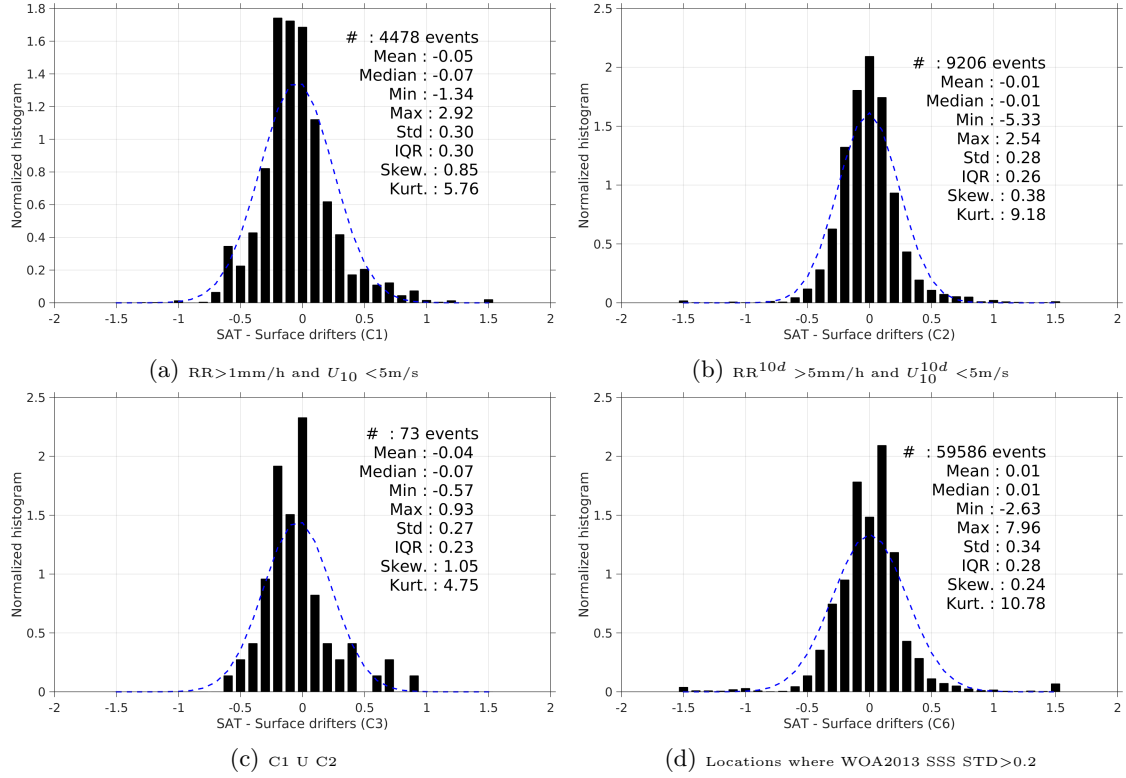 1.8
1.6
1.4
1.2
1
0.8
0.6
0.4
0.2
0
Normalized histogram
# : 4478 events
Mean : -0.05
Median : -0.07
Min : -1.34
Max : 2.92
Std : 0.30
IQR : 0.30
Skew. : 0.85
Kurt. : 5.76
-2 -1.5 -1 -0.5 0 0.5 1 1.5 2
SAT - Surface drifters (C1)
(a) RR>1mm/h and U10 <5m/s
2.5
2
1.5
1
0.5
0
Normalized histogram
# : 9206 events
Mean : -0.01
Median : -0.01
Min : -5.33
Max : 2.54
Std : 0.28
IQR : 0.26
Skew. : 0.38
Kurt. : 9.18
-2 -1.5 -1 -0.5 0 0.5 1 1.5 2
SAT - Surface drifters (C2)
(b) RR^10d >5mm/h and U10^10d <5m/s
2.5
2
1.5
1
0.5
0
Normalized histogram
# : 73 events
Mean : -0.04
Median : -0.07
Min : -0.57
Max : 0.93
Std : 0.27
IQR : 0.23
Skew. : 1.05
Kurt. : 4.75
-2 -1.5 -1 -0.5 0 0.5 1 1.5 2
SAT - Surface drifters (C3)
(c) C1 U C2
2.5
2
1.5
1
0.5
0
Normalized histogram
# : 59586 events
Mean : 0.01
Median : 0.01
Min : -2.63
Max : 7.96
Std : 0.34
IQR : 0.28
Skew. : 0.24
Kurt. : 10.78
-2 -1.5 -1 -0.5 0 0.5 1 1.5 2
SAT - Surface drifters (C6)
(d) Locations where WOA2013 SSS STD>0.2